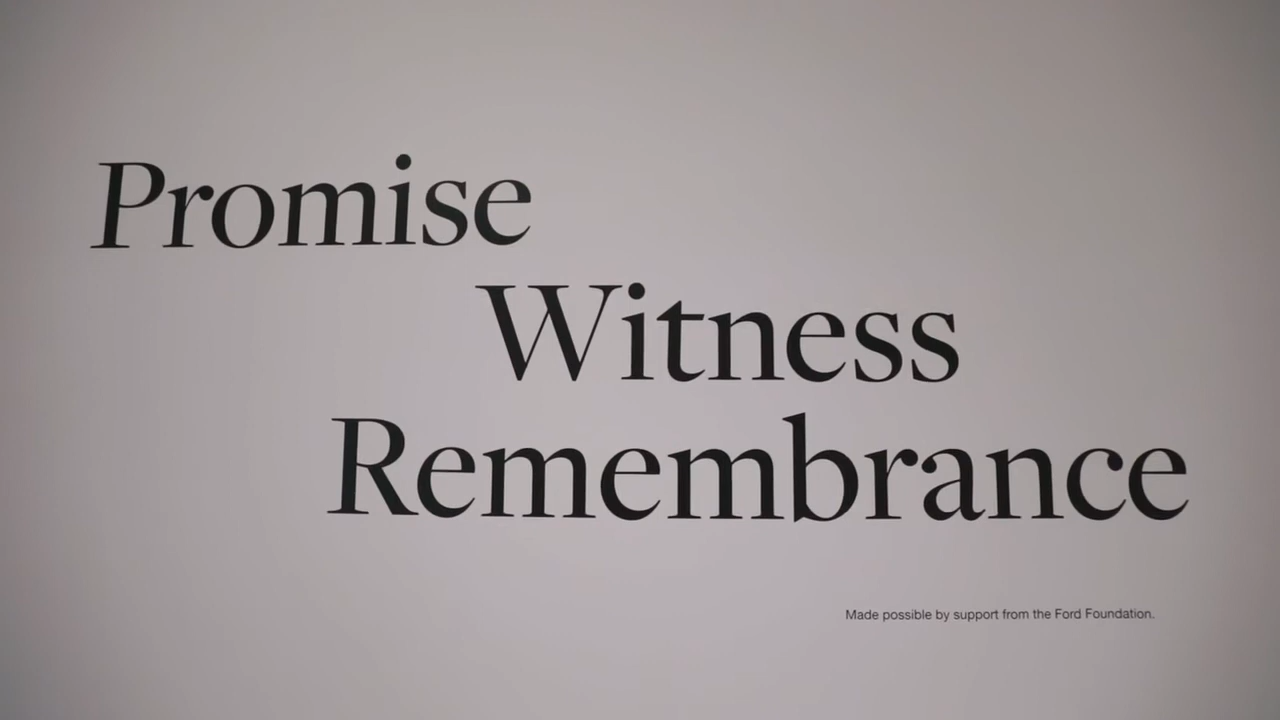 Promise
Witness
Remembrance
Made possible by support from the Ford Foundation.